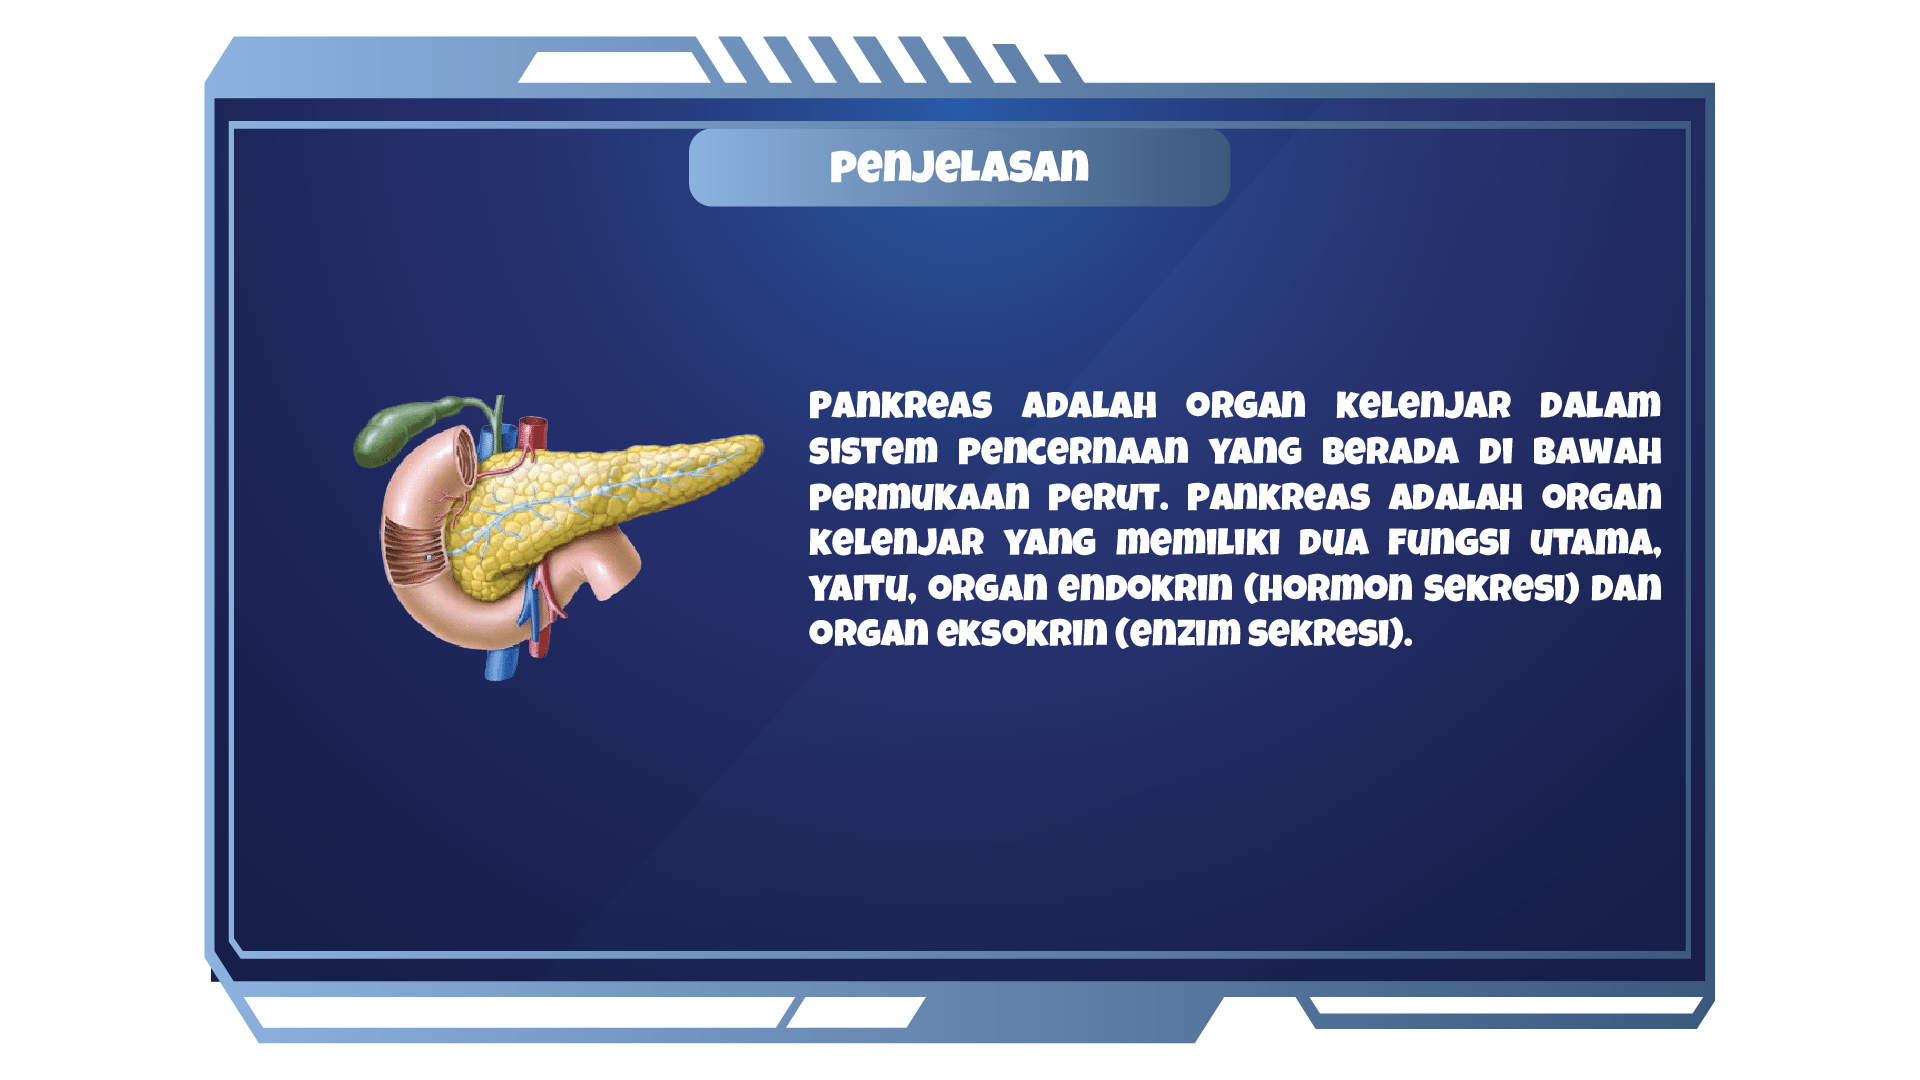 Penjelasan
Pankreas adalah organ kelenjar dalam
sistem pencernaan yang berada di bawah
permukaan perut. Pankreas adalah organ
kelenjar yang memiliki dua fungsi utama,
yaitu, organ endokrin (hormon sekresi) dan
organ eksokrin (enzim sekresi).